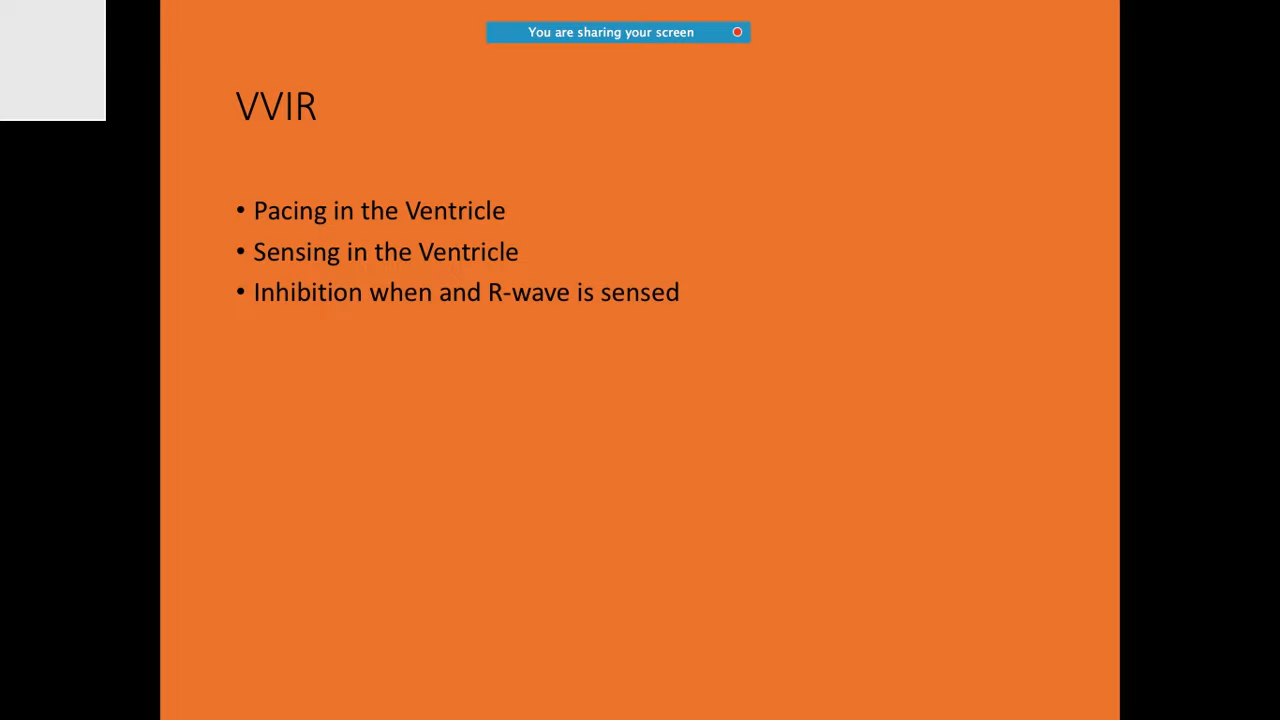 You are sharing your screen
VVIR
• Pacing in the Ventricle
• Sensing in the Ventricle
• Inhibition when and R-wave is sensed